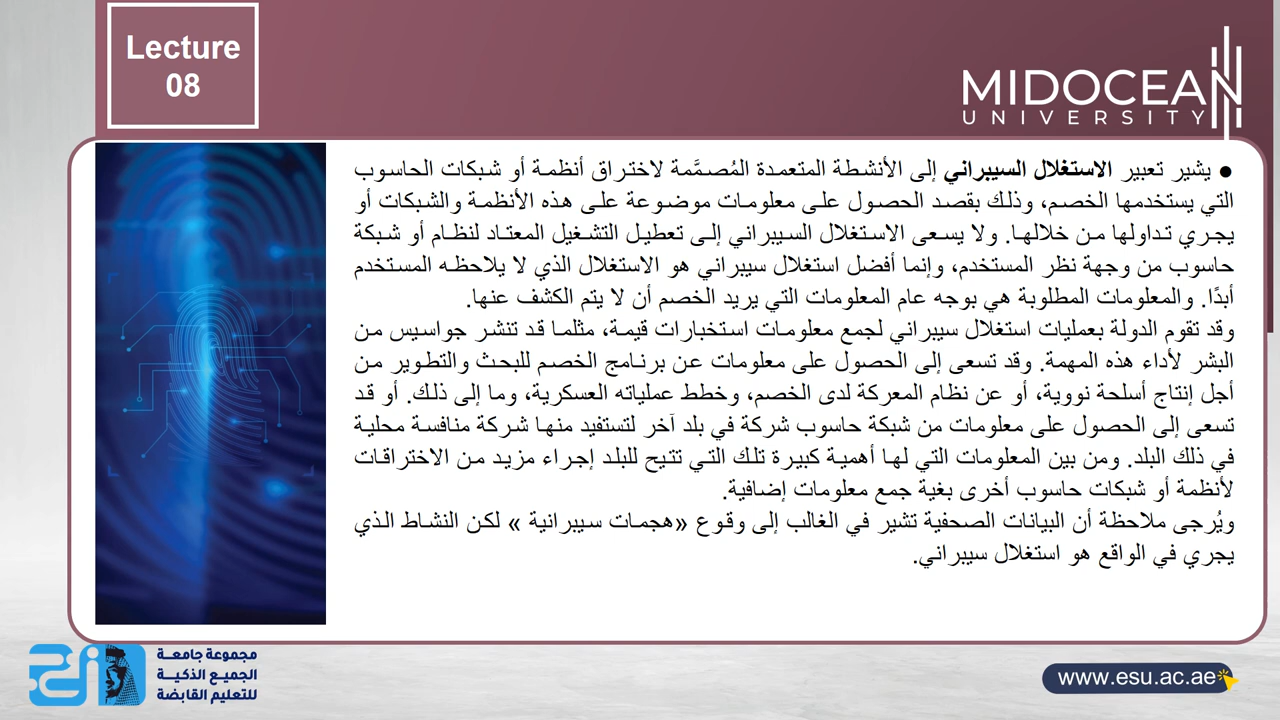 Lecture
08
MIDOCEAN
UNIVERSITY
● يشير تعبير الاستغلال السيبراني إلى الأنشطة المتعمدة المُصمَّمة لاختراق أنظمة أو شبكات الحاسوب
التي يستخدمها الخصم، وذلك بقصد الحصول على معلومات موضوعة على هذه الأنظمة والشبكات أو
يجري تداولها من خلالها. ولا يسعى الاستغلال السيبراني إلى تعطيل التشغيل المعتاد لنظام أو شبكة
حاسوب من وجهة نظر المستخدم، وإنما أفضل استغلال سيبراني هو الاستغلال الذي لا يلاحظه المستخدم
أبدًا. والمعلومات المطلوبة هي بوجه عام المعلومات التي يريد الخصم أن لا يتم الكشف عنها.
وقد تقوم الدولة بعمليات استغلال سيبراني لجمع معلومات استخبارات قيمة، مثلما قد تنشر جواسيس من
البشر لأداء هذه المهمة. وقد تسعى إلى الحصول على معلومات عن برنامج الخصم للبحث والتطوير من
أجل إنتاج أسلحة نووية، أو عن نظام المعركة لدى الخصم، وخطط عملياته العسكرية، وما إلى ذلك. أو قد
تسعى إلى الحصول على معلومات من شبكة حاسوب شركة في بلد آخر لتستفيد منها شركة منافسة محلية
في ذلك البلد. ومن بين المعلومات التي لها أهمية كبيرة تلك التي تتيح للبلد إجراء مزيد من الاختراقات
لأنظمة أو شبكات حاسوب أخرى بغية جمع معلومات إضافية.
ويُرجى ملاحظة أن البيانات الصحفية تشير في الغالب إلى وقوع «هجمات سيبرانية » لكن النشاط الذي
يجري في الواقع هو استغلال سيبراني.
مجموعة جامعة
الجميع الذكية
للتعليم القابضة
www.esu.ac.ae